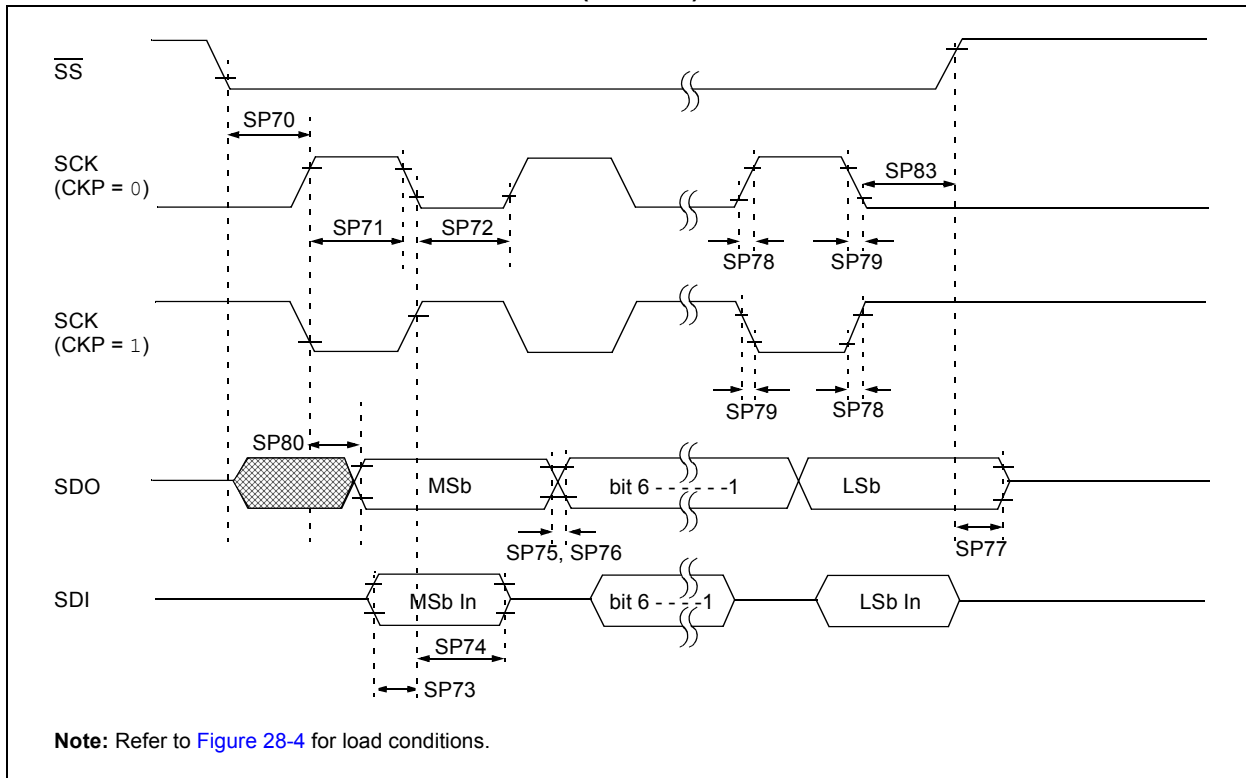 SS
SP70
SCK
(CKP = 0)
SP83
SP71
SP72
SP78
SP79
SCK
(CKP = 1)
SP79
SP78
SP80
SDO
MSb
bit 6 - - - - - -1
LSb
SP75, SP76
SP77
SDI
MSb In
bit 6 - - - -1
LSb In
SP74
SP73
Note: Refer to Figure 28-4 for load conditions.